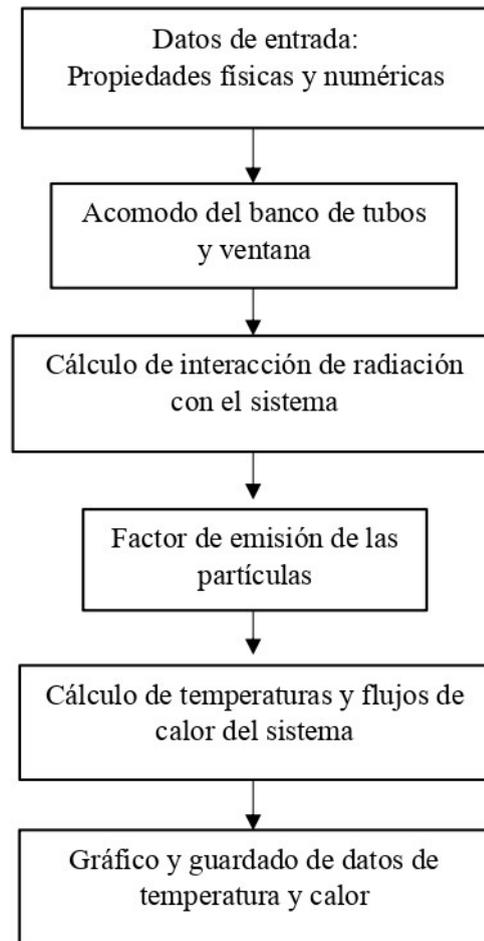 Datos de entrada:
Propiedades físicas y numéricas
Acomodo del banco de tubos
y ventana
Cálculo de interacción de radiación
con el sistema
Factor de emisión de las
partículas
Cálculo de temperaturas y flujos de
calor del sistema
Gráfico y guardado de datos de
temperatura y calor